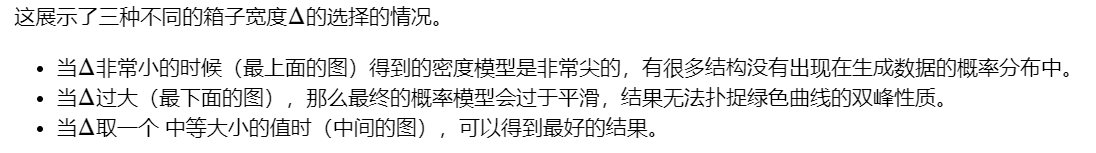 这展示了三种不同的箱子宽度Δ的选择的情况。
• 当Δ非常小的时候（最上面的图）得到的密度模型是非常尖的，有很多结构没有出现在生成数据的概率分布中。
• 当Δ过大（最下面的图），那么最终的概率模型会过于平滑，结果无法扑捉绿色曲线的双峰性质。
• 当Δ取一个 中等大小的值时（中间的图），可以得到最好的结果。